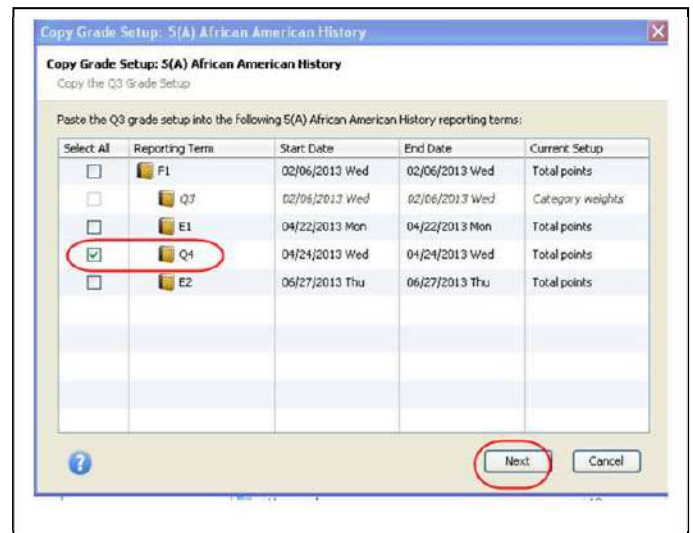 Copy Grade Setup: 5(A) African American History
Copy Grade Setup: 5(A) African American History
Copy the Q3 Grade Setup
Paste the Q3 grade setup into the following 5(A) African American History reporting terms:
Select All Reporting Term Start Date End Date Current Setup
F1 02/06/2013 Wed 02/06/2013 Wed Total points
Q3 02/06/2013 Wed 02/06/2013 Wed Category weights
E1 04/22/2013 Mon 04/22/2013 Mon Total points
Q4 04/24/2013 Wed 04/24/2013 Wed Total points
E2 06/27/2013 Thu 06/27/2013 Thu Total points
? Next Cancel